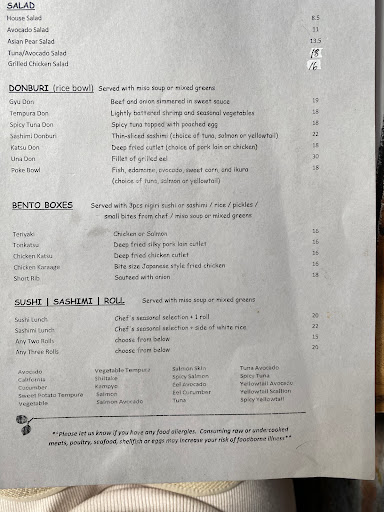 SALAD
House Salad 8.5
Avocado Salad 11
Asian Pear Salad 13.5
Tuna/Avocado Salad 18
Grilled Chicken Salad 16
DONBURI (rice bowl) Served with miso soup or mixed greens
Gyu Don Beef and onion simmered in sweet sauce 19
Tempura Don Lightly battered shrimp and seasonal vegetables 18
Spicy Tuna Don Spicy tuna topped with poached egg 18
Sashimi Donburi Thin-sliced sashimi (choice of tuna, salmon or yellowtail) 22
Katsu Don Deep fried cutlet (choice of pork loin or chicken) 18
Una Don Fillet of grilled eel 30
Poke Bowl Fish, edamame, avocado, sweet corn, and ikura 18
(choice of tuna, salmon or yellowtail)
BENTO BOXES Served with 3pcs nigiri sushi or sashimi / rice / pickles /
small bites from chef / miso soup or mixed greens
Teriyaki Chicken or Salmon 16
Tonkatsu Deep fried silky pork loin cutlet 16
Chicken Katsu Deep fried chicken cutlet 16
Chicken Karaage Bite size Japanese style fried chicken 16
Short Rib Sauteed with onion 18
SUSHI | SASHIMI | ROLL Served with miso soup or mixed greens
Sushi Lunch Chef's seasonal selection + 1 roll 20
Sashimi Lunch Chef's seasonal selection + side of white rice 22
Any Two Rolls choose from below 15
Any Three Rolls choose from below 20
Avocado Vegetable Tempura Salmon Skin Tuna Avocado
California Shiitake Spicy Salmon Spicy Tuna
Cucumber Kampyo Eel Avocado Yellowtail Avocado
Sweet Potato Tempura Salmon Eel Cucumber Yellowtail Scallion
Vegetable Salmon Avocado Tuna Spicy Yellowtail
**Please let us know if you have any food allergies. Consuming raw or undercooked
meats, poultry, seafood, shellfish or eggs may increase your risk of foodborne illness**